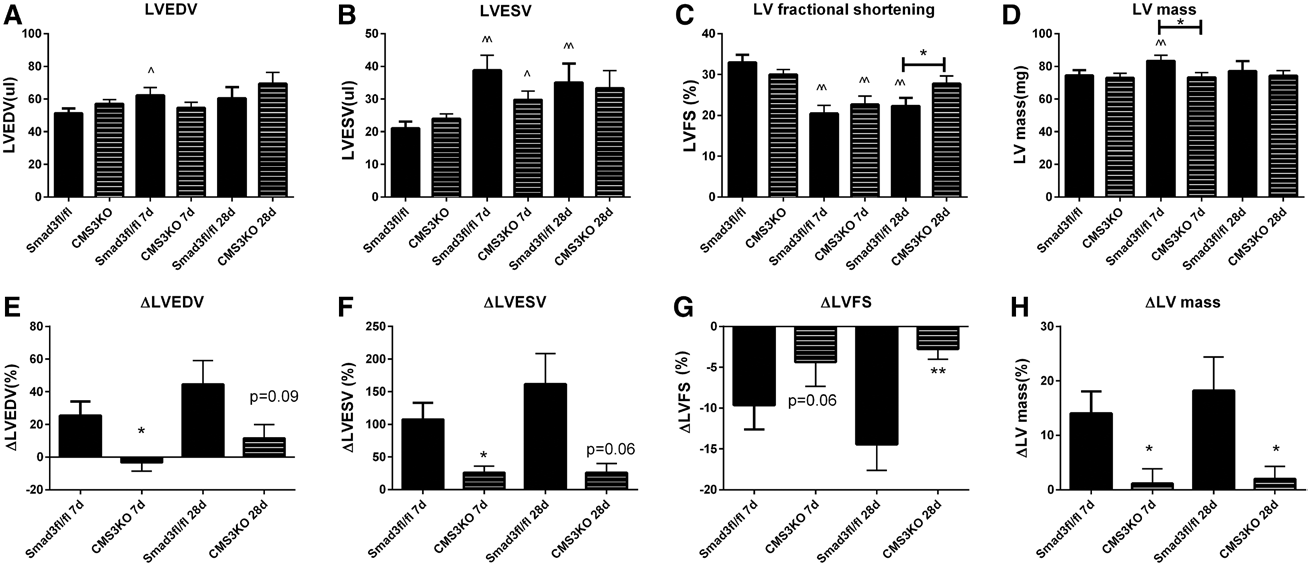 A
LVEDV
LVEDV(ul)
100
80
60
40
20
0
^
Smad3fl/fl
CMS3KO
Smad3fl/fl 7d
CMS3KO 7d
Smad3fl/fl 28d
CMS3KO 28d
B
LVESV
LVESV(ul)
50
40
30
20
10
0
^^
^
^^
Smad3fl/fl
CMS3KO
Smad3fl/fl 7d
CMS3KO 7d
Smad3fl/fl 28d
CMS3KO 28d
C
LV fractional shortening
LVFS (%)
40
30
20
10
0
^^
^^
^^
*
Smad3fl/fl
CMS3KO
Smad3fl/fl 7d
CMS3KO 7d
Smad3fl/fl 28d
CMS3KO 28d
D
LV mass
LV mass(mg)
100
80
60
40
20
0
^^
*
Smad3fl/fl
CMS3KO
Smad3fl/fl 7d
CMS3KO 7d
Smad3fl/fl 28d
CMS3KO 28d
E
ΔLVEDV
ΔLVEDV(%)
80
60
40
20
0
-20
*
p=0.09
Smad3fl/fl 7d
CMS3KO 7d
Smad3fl/fl 28d
CMS3KO 28d
F
ΔLVESV
ΔLVESV (%)
250
200
150
100
50
0
*
p=0.06
Smad3fl/fl 7d
CMS3KO 7d
Smad3fl/fl 28d
CMS3KO 28d
G
ΔLVFS
ΔLVFS (%)
0
-5
-10
-15
-20
p=0.06
**
Smad3fl/fl 7d
CMS3KO 7d
Smad3fl/fl 28d
CMS3KO 28d
H
ΔLV mass
ΔLV mass(%)
30
20
10
0
*
*
Smad3fl/fl 7d
CMS3KO 7d
Smad3fl/fl 28d
CMS3KO 28d